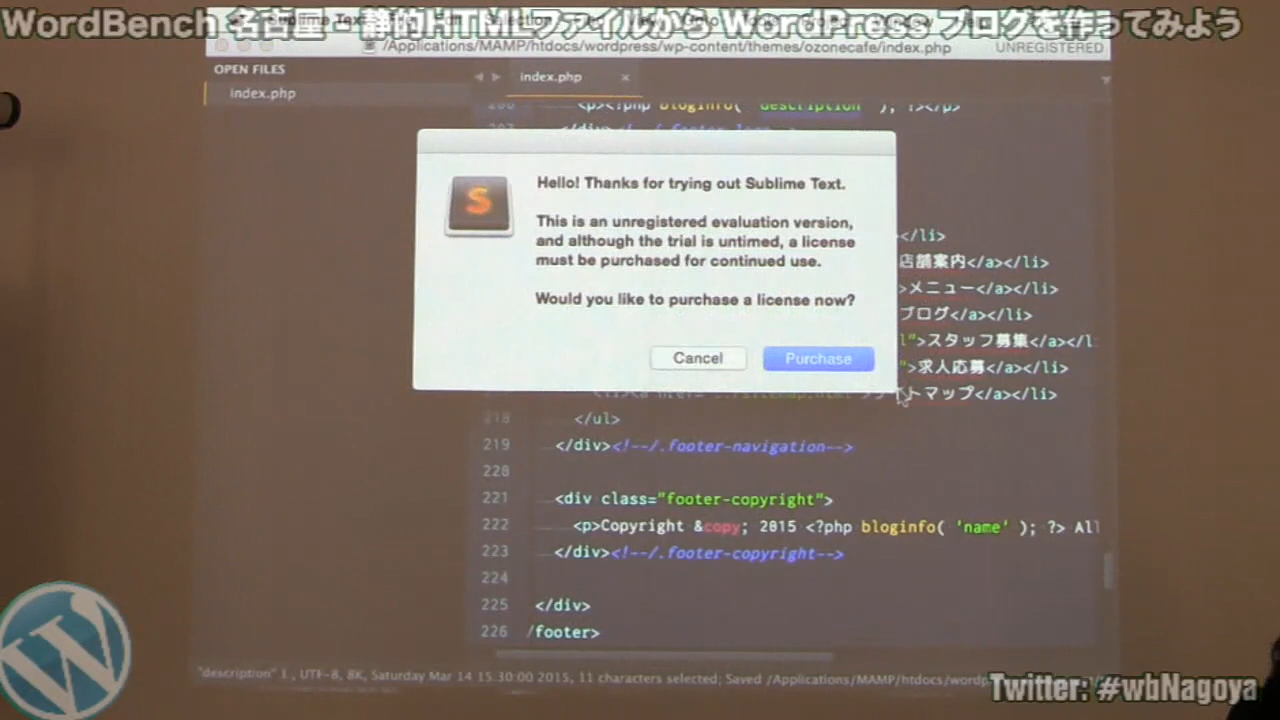 WordBench 名古屋 - 静的HTMLファイルから WordPress ブログを作ってみよう
/Applications/MAMP/htdocs/wordpress/wp-content/themes/ozonecafe/index.php
UNREGISTERED
OPEN FILES
index.php
index.php
<p><?php bloginfo( 'description' ); ?></p>
Hello! Thanks for trying out Sublime Text.
This is an unregistered evaluation version,
and although the trial is untimed, a license
must be purchased for continued use.
Would you like to purchase a license now?
Cancel
Purchase
</li>
店舗案内</a></li>
>メニュー</a></li>
ブログ</a></li>
">スタッフ募集</a></l
">求人応募</a></li>
トマップ</a></li>
218 </ul>
219 </div><!--/.footer-navigation-->
220
221 <div class="footer-copyright">
222 <p>Copyright &copy; 2015 <?php bloginfo( 'name' ); ?> All
223 </div><!--/.footer-copyright-->
224
225 </div>
226 /footer>
"description" 1 , UTF-8, 8K, Saturday Mar 14 15:30:00 2015, 11 characters selected; Saved /Applications/MAMP/htdocs/wordp
Twitter: #wbNagoya